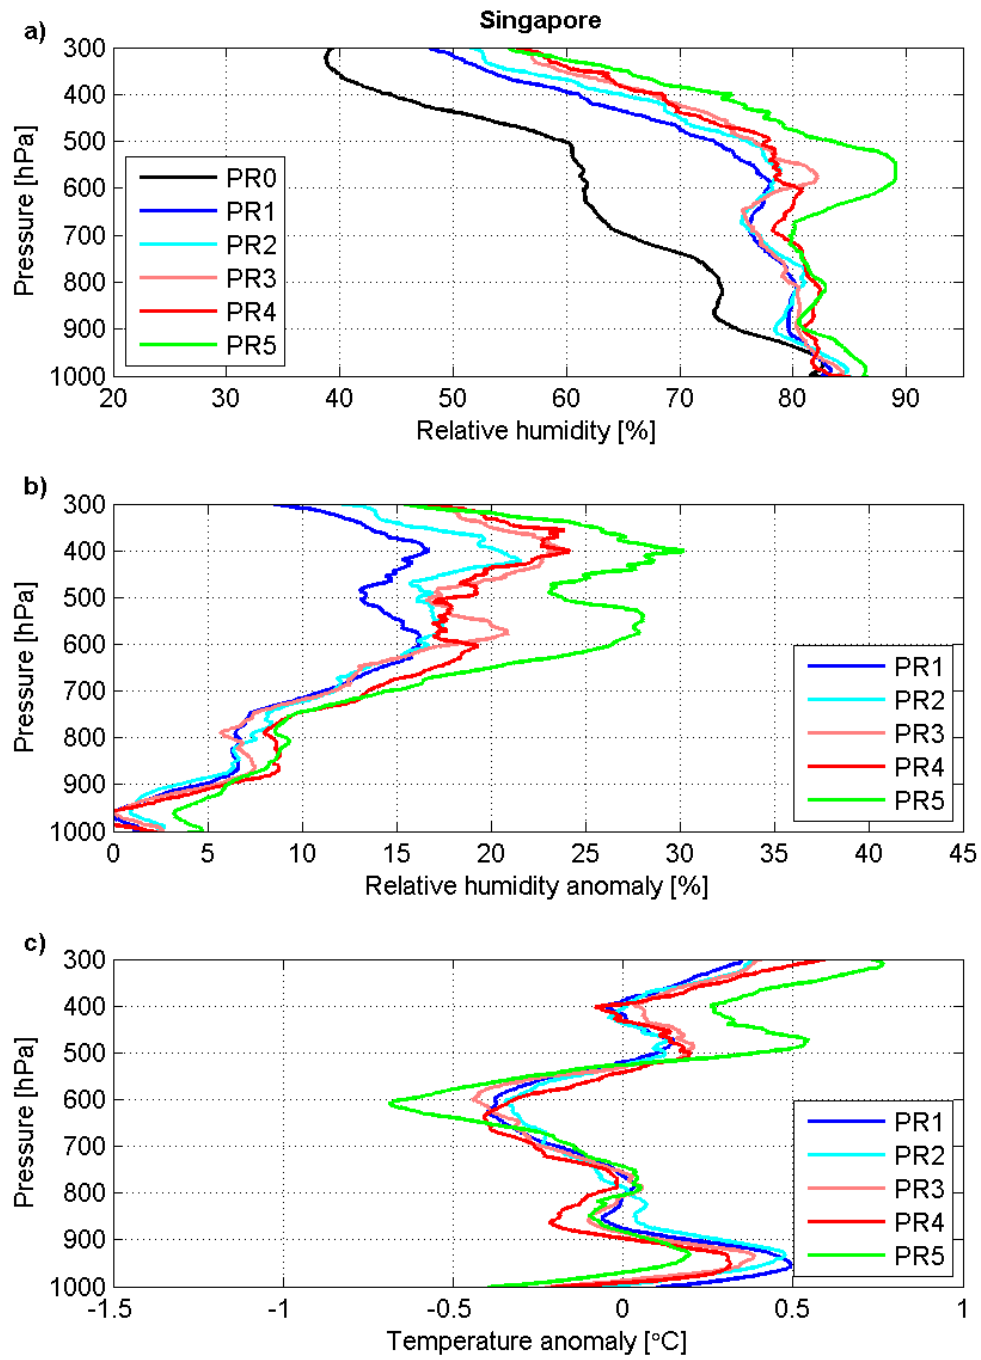 Singapore
a)
300
400
500
600
700
800
900
1000
Pressure [hPa]
PR0
PR1
PR2
PR3
PR4
PR5
20 30 40 50 60 70 80 90
Relative humidity [%]
b)
300
400
500
600
700
800
900
1000
Pressure [hPa]
PR1
PR2
PR3
PR4
PR5
0 5 10 15 20 25 30 35 40 45
Relative humidity anomaly [%]
c)
300
400
500
600
700
800
900
1000
Pressure [hPa]
PR1
PR2
PR3
PR4
PR5
-1.5 -1 -0.5 0 0.5 1
Temperature anomaly [°C]